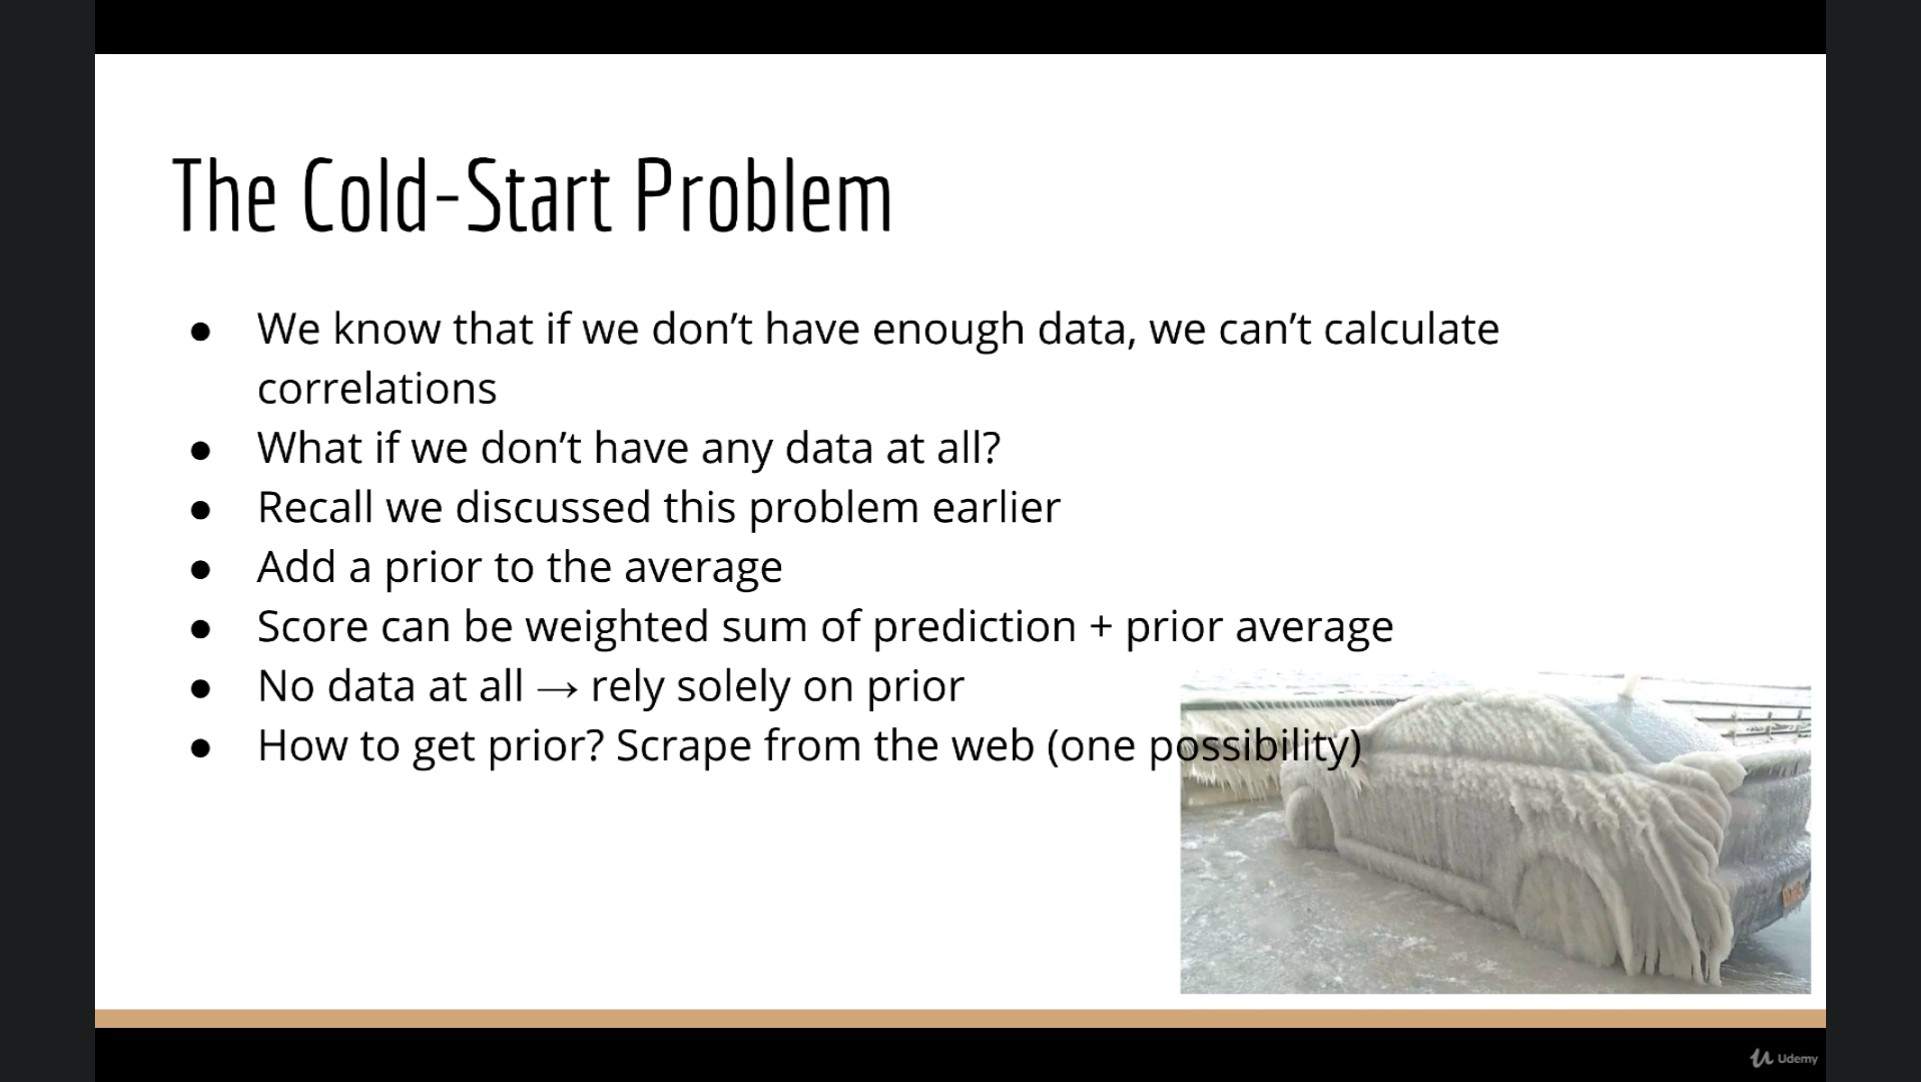 The Cold-Start Problem
● We know that if we don’t have enough data, we can’t calculate
correlations
● What if we don’t have any data at all?
● Recall we discussed this problem earlier
● Add a prior to the average
● Score can be weighted sum of prediction + prior average
● No data at all → rely solely on prior
● How to get prior? Scrape from the web (one possibility)
Udemy